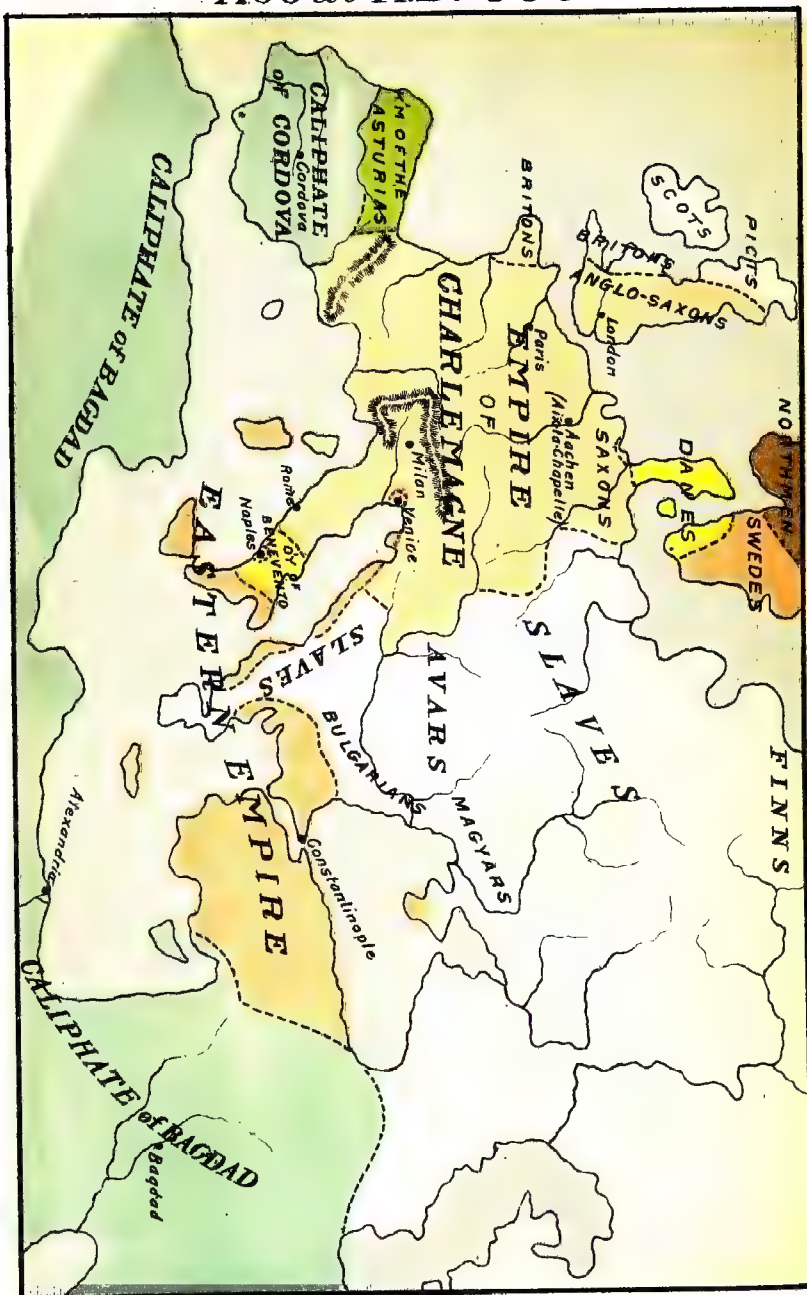 NORTHMEN
SWEDES
DANES
FINNS
PICTS
SCOTS
BRITONS
ANGLO-SAXONS
London
BRITONS
SAXONS
Aachen
(Aix-la-Chapelle)
Paris
EMPIRE
OF
CHARLEMAGNE
SLAVES
AVARS
MAGYARS
BULGARIANS
SLAVES
Milan
Venice
Rome
Naples
D'Y OF
BENEVENTO
K'M OF THE
ASTURIAS
CALIPHATE
OF CORDOVA
Cordova
EASTERN EMPIRE
Constantinople
Alexandria
CALIPHATE of BAGDAD
CALIPHATE of BAGDAD
Bagdad